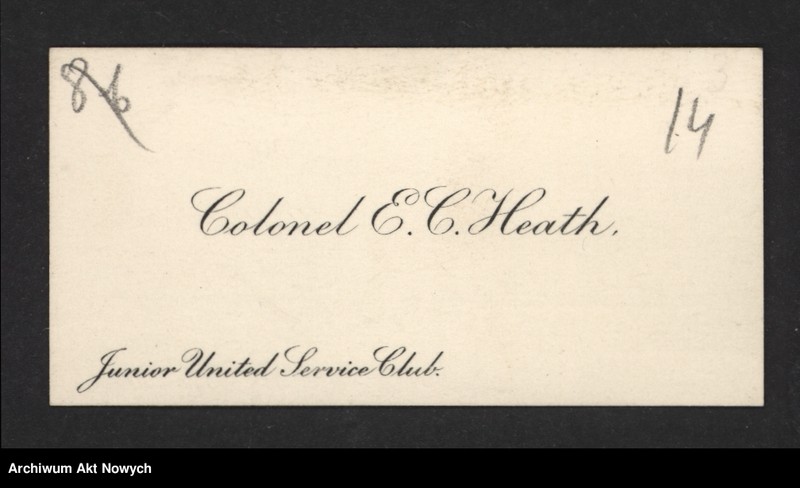 86
14
Colonel E. C. Heath.
Junior United Service Club.
Archiwum Akt Nowych